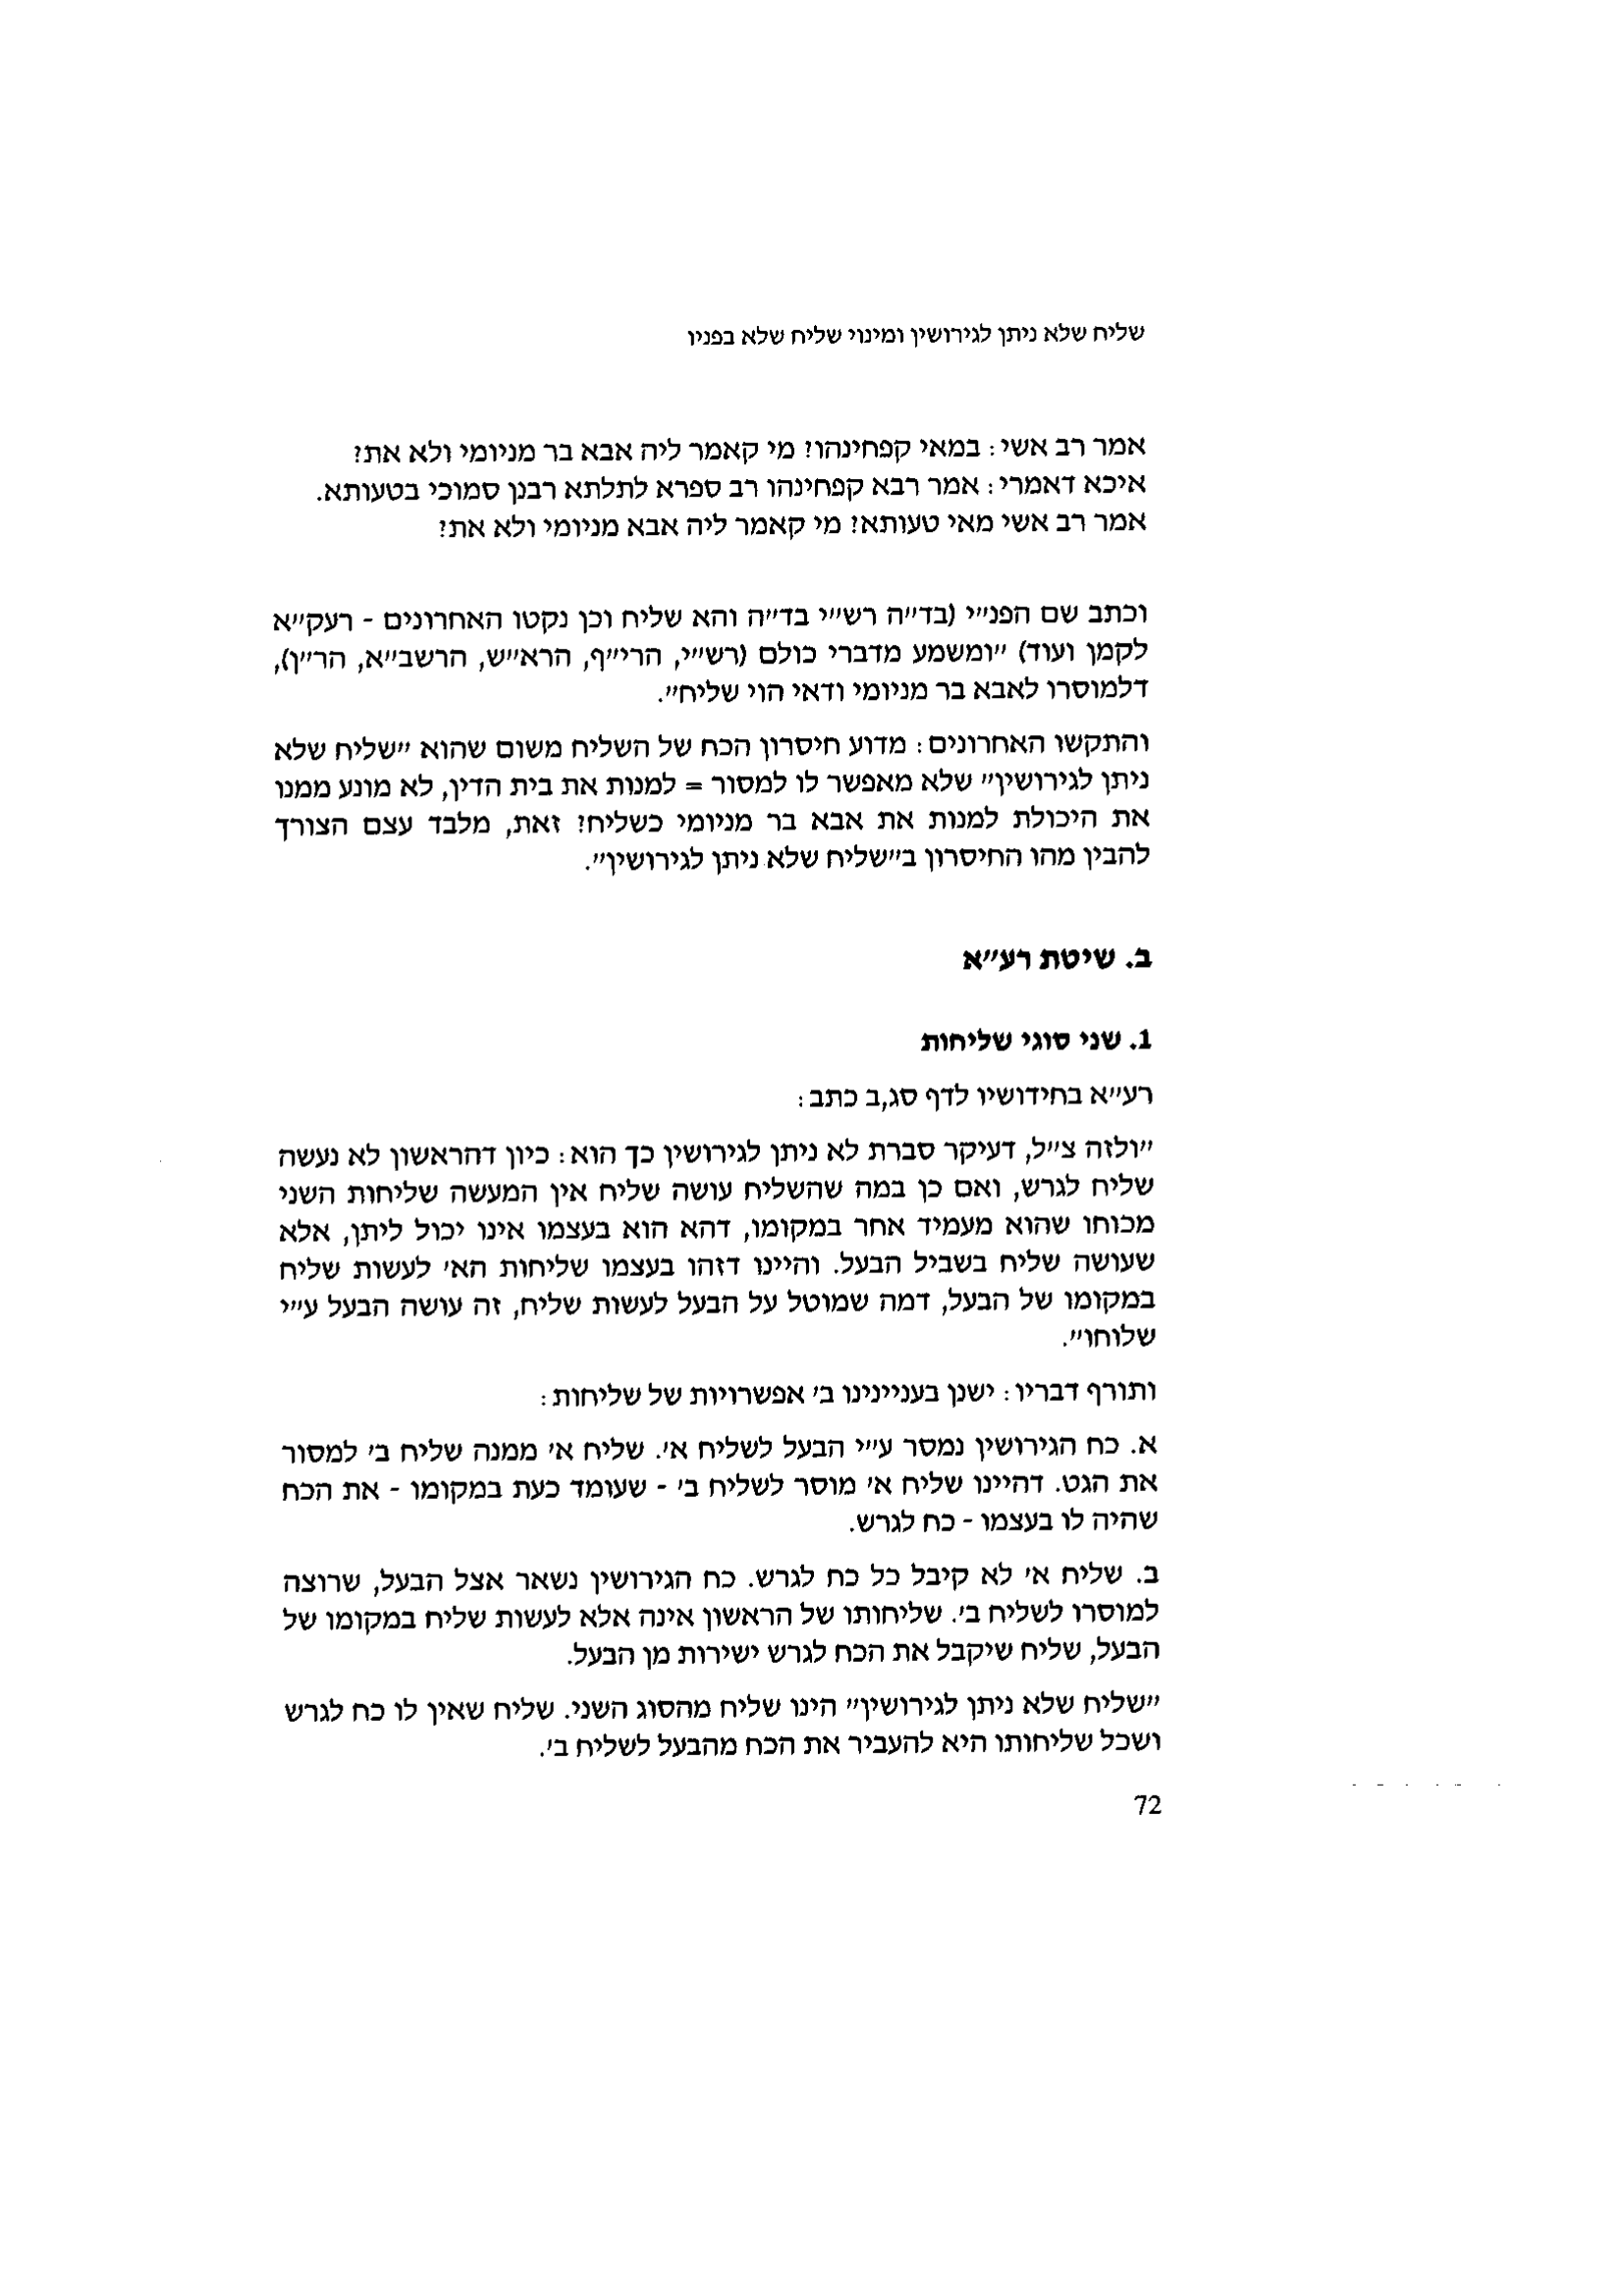 שליח שלא ניתן לגירושין ומינוי שליח שלא בפניו
אמר רב אשי: במאי קפחינהו? מי קאמר ליה אבא בר מניומי ולא את?
איכא דאמרי: אמר רבא קפחינהו רב ספרא לתלתא רבנן סמוכי בטעותא.
אמר רב אשי מאי טעותא? מי קאמר ליה אבא מניומי ולא את?
וכתב שם הפנ״י (בד״ה רש״י בד״ה והא שליח וכן נקטו האחרונים - רעק״א
לקמן ועוד) ״ומשמע מדברי כולם (רש״י, הרי״ף, הרא״ש, הרשב״א, הר״ן),
דלמוסרו לאבא בר מניומי ודאי הוי שליח״.
והתקשו האחרונים: מדוע חיסרון הכח של השליח משום שהוא ״שליח שלא
ניתן לגירושין״ שלא מאפשר לו למסור = למנות את בית הדין, לא מונע ממנו
את היכולת למנות את אבא בר מניומי כשליח? זאת, מלבד עצם הצורך
להבין מהו החיסרון ב״שליח שלא ניתן לגירושין״.
ב. שיטת רע״א
1. שני סוגי שליחות
רע״א בחידושיו לדף סג,ב כתב:
״ולזה צ״ל, דעיקר סברת לא ניתן לגירושין כך הוא: כיון דהראשון לא נעשה
שליח לגרש, ואם כן במה שהשליח עושה שליח אין המעשה שליחות השני
מכוחו שהוא מעמיד אחר במקומו, דהא הוא בעצמו אינו יכול ליתן, אלא
שעושה שליח בשביל הבעל. והיינו דזהו בעצמו שליחות הא׳ לעשות שליח
במקומו של הבעל, דמה שמוטל על הבעל לעשות שליח, זה עושה הבעל ע״י
שלוחו״.
ותורף דבריו: ישנן בעניינינו ב׳ אפשרויות של שליחות:
א. כח הגירושין נמסר ע״י הבעל לשליח א׳. שליח א׳ ממנה שליח ב׳ למסור
את הגט. דהיינו שליח א׳ מוסר לשליח ב׳ - שעומד כעת במקומו - את הכח
שהיה לו בעצמו - כח לגרש.
ב. שליח א׳ לא קיבל כל כח לגרש. כח הגירושין נשאר אצל הבעל, שרוצה
למוסרו לשליח ב׳. שליחותו של הראשון אינה אלא לעשות שליח במקומו של
הבעל, שליח שיקבל את הכח לגרש ישירות מן הבעל.
״שליח שלא ניתן לגירושין״ הינו שליח מהסוג השני. שליח שאין לו כח לגרש
ושכל שליחותו היא להעביר את הכח מהבעל לשליח ב׳.
72